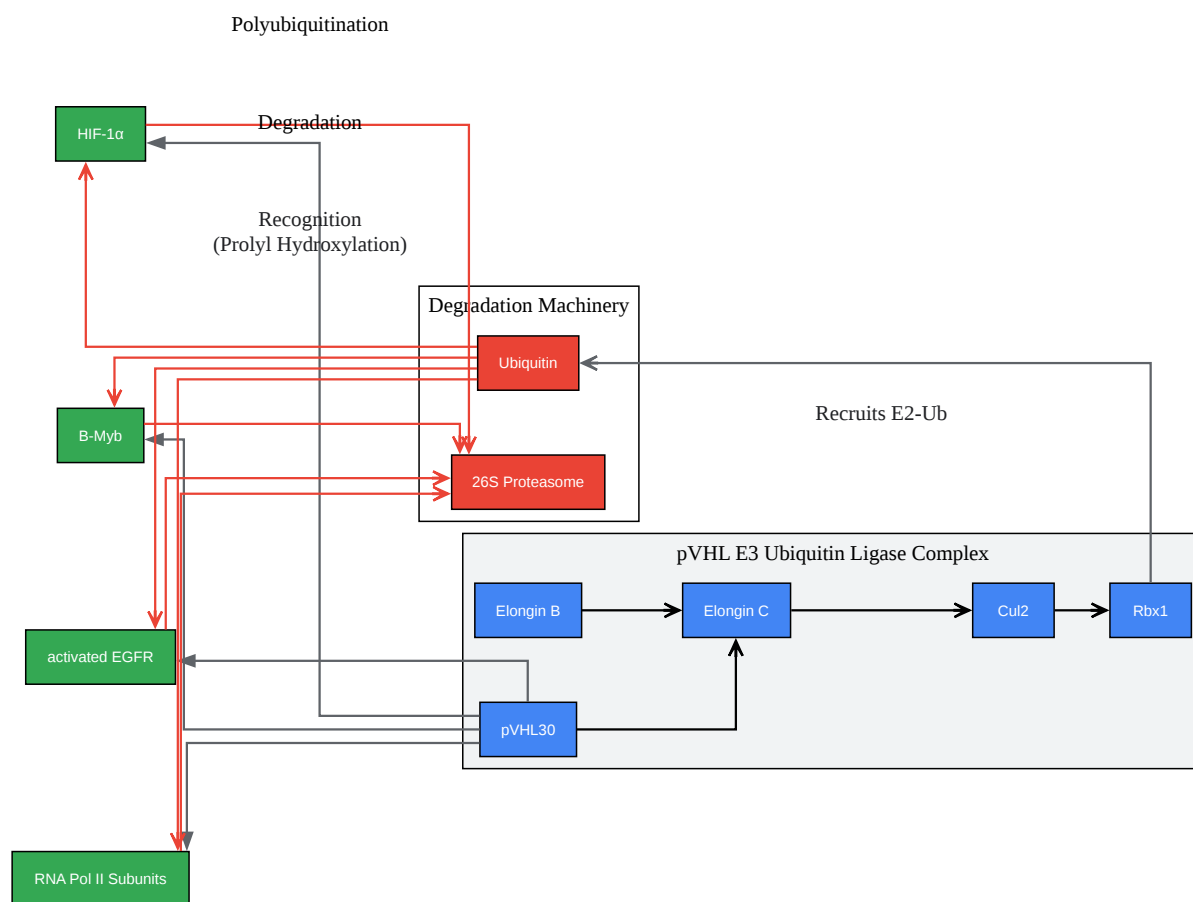 Polyubiquitination
Degradation
HIF-1α
Recognition
(Prolyl Hydroxylation)
Degradation Machinery
Ubiquitin
Recruits E2-Ub
B-Myb
26S Proteasome
pVHL E3 Ubiquitin Ligase Complex
Elongin B
Elongin C
Cul2
Rbx1
activated EGFR
pVHL30
RNA Pol II Subunits